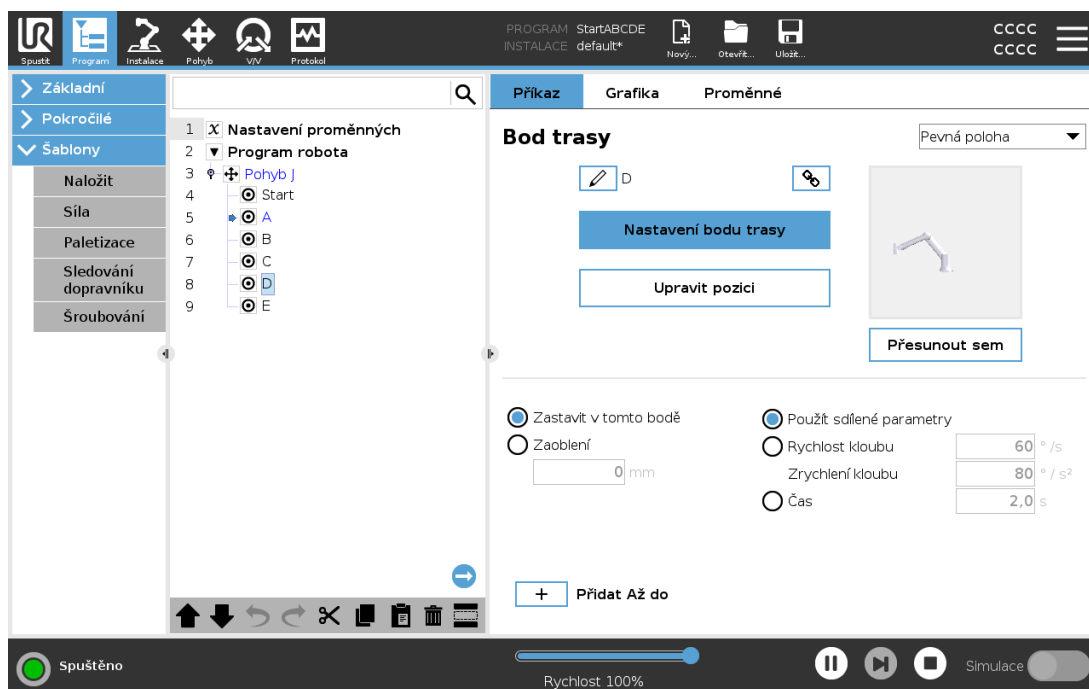 UR
Spustit
Program
Instalace
Pohyb
V/V
Protokol
PROGRAM StartABCDE
INSTALACE default*
Nový...
Otevřít...
Uložit...
CCCC
CCCC
Základní
Pokročilé
Šablony
Naložit
Síla
Paletizace
Sledování
dopravníku
Šroubování
1 X Nastavení proměnných
2 Program robota
3 Pohyb J
4 Start
5 A
6 B
7 C
8 D
9 E
Příkaz Grafika Proměnné
Bod trasy
Pevná poloha
D
Nastavení bodu trasy
Upravit pozici
Přesunout sem
Zastavit v tomto bodě
Zaoblení
0 mm
Použít sdílené parametry
Rychlost kloubu 60 ° /s
Zrychlení kloubu 80 ° / s²
Čas 2,0 s
+ Přidat Až do
Spuštěno
Rychlost 100%
Simulace